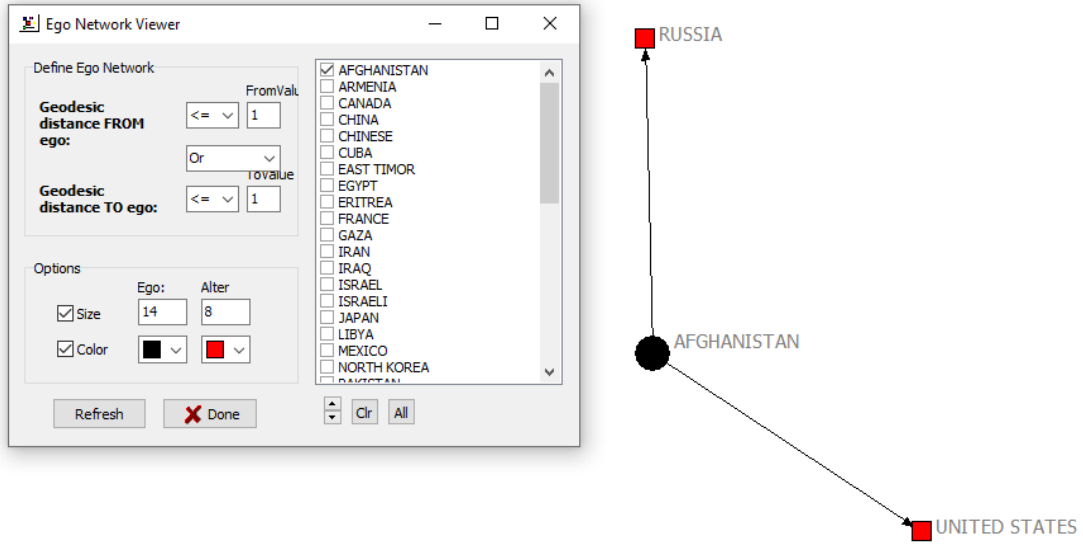 Ego Network Viewer
Define Ego Network
FromValu
Geodesic
distance FROM
ego:
<= 1
Or
ToValue
Geodesic
distance TO ego:
<= 1
Options
Ego: Alter
Size 14 8
Color
Refresh
Done
AFGHANISTAN
ARMENIA
CANADA
CHINA
CHINESE
CUBA
EAST TIMOR
EGYPT
ERITREA
FRANCE
GAZA
IRAN
IRAQ
ISRAEL
ISRAELI
JAPAN
LIBYA
MEXICO
NORTH KOREA
PAKISTAN
Clr All
RUSSIA
AFGHANISTAN
UNITED STATES